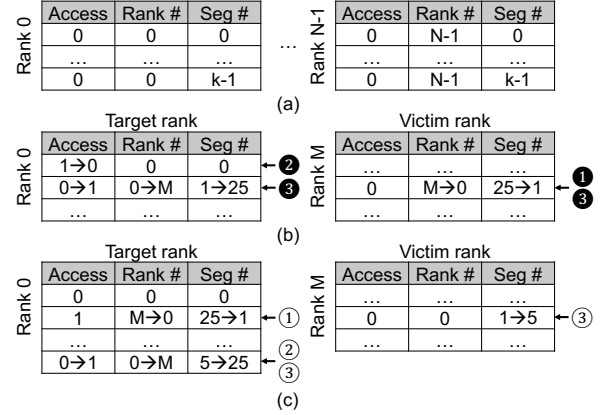 Rank 0
Access Rank # Seg #
0 0 0
... ... ...
0 0 k-1
...
Rank N-1
Access Rank # Seg #
0 N-1 0
... ... ...
0 N-1 k-1
(a)
Target rank
Rank 0
Access Rank # Seg #
1→0 0 0 ❷
0→1 0→M 1→25 ❸
... ... ...
Victim rank
Rank M
Access Rank # Seg #
... ... ...
0 M→0 25→1 ❶
❸
... ... ...
(b)
Target rank
Rank 0
Access Rank # Seg #
0 0 0
1 M→0 25→1 ①
... ... ...
②
0→1 0→M 5→25 ③
Victim rank
Rank M
Access Rank # Seg #
... ... ...
0 0 1→5 ③
... ... ...
(c)